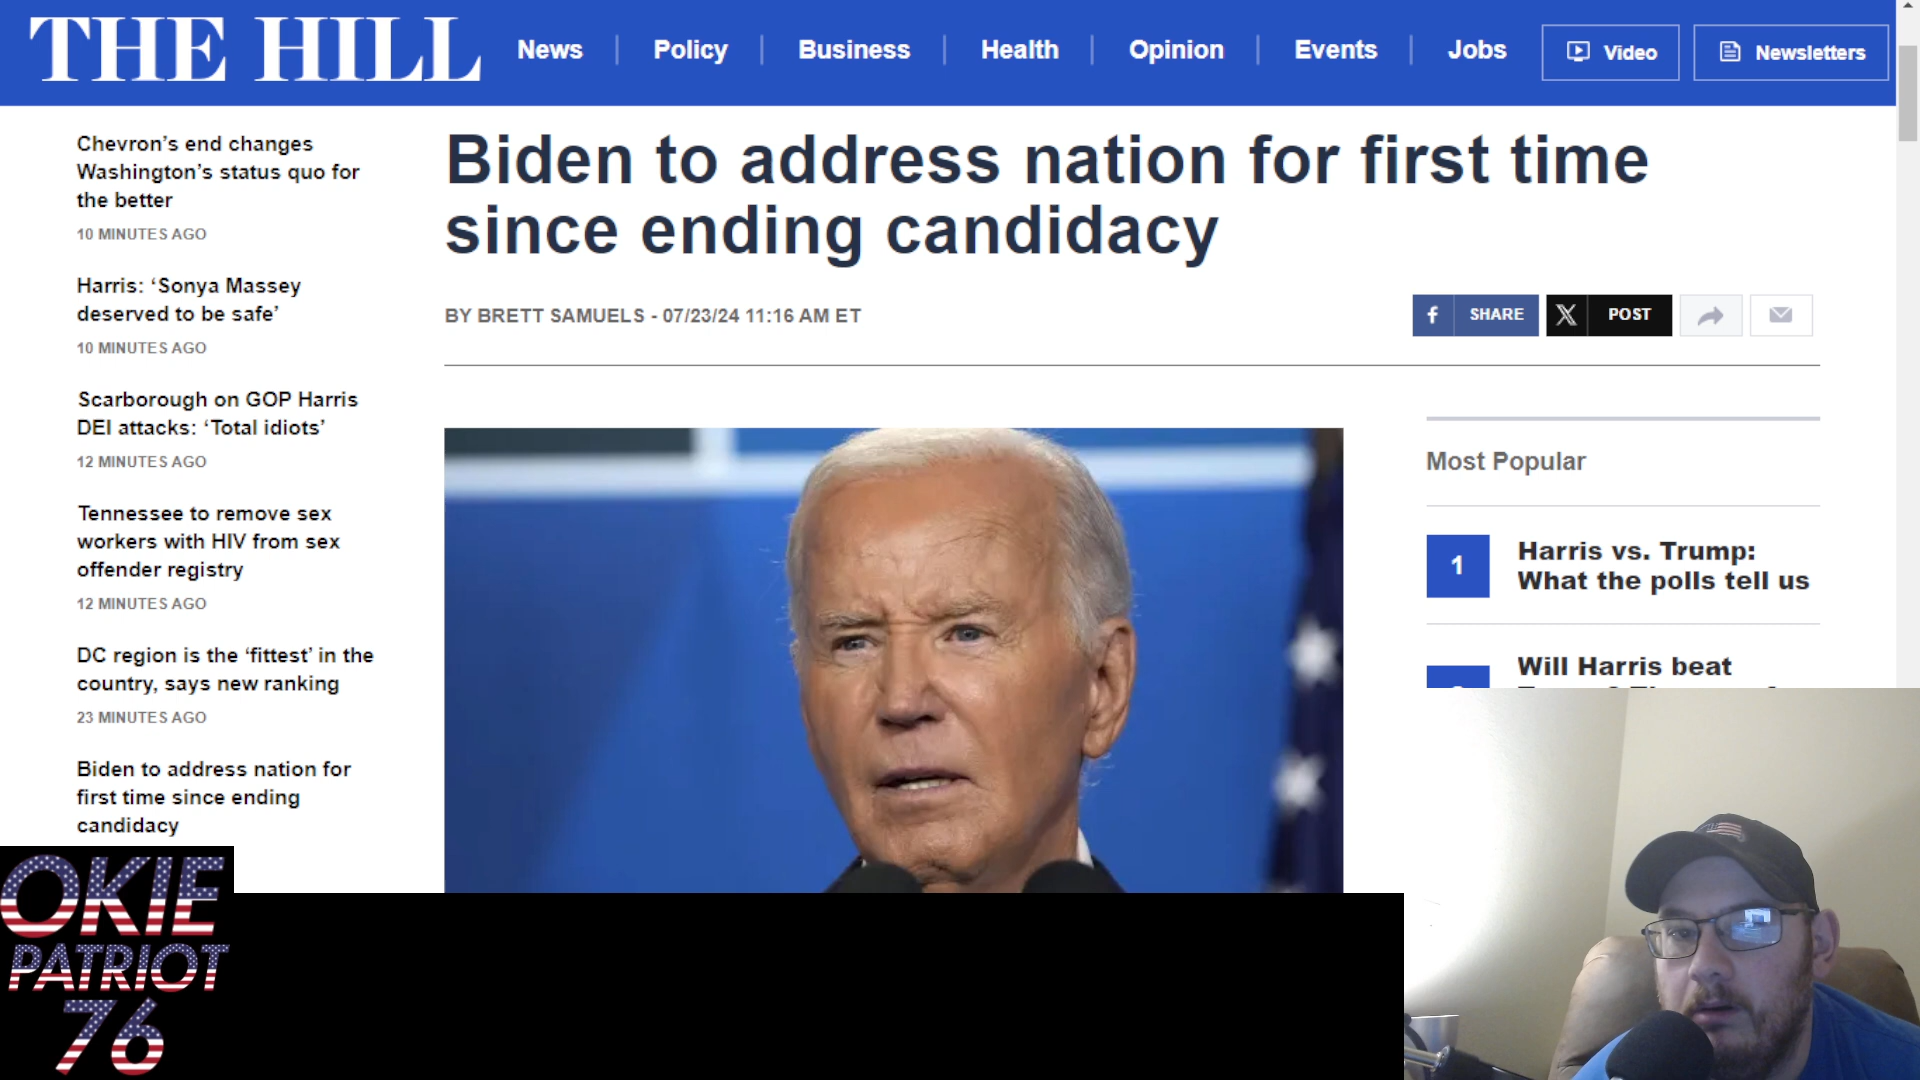 THE HILL
News
Policy
Business
Health
Opinion
Events
Jobs
Video
Newsletters
Chevron’s end changes
Washington’s status quo for
the better
10 MINUTES AGO
Harris: ‘Sonya Massey
deserved to be safe’
10 MINUTES AGO
Scarborough on GOP Harris
DEI attacks: ‘Total idiots’
12 MINUTES AGO
Tennessee to remove sex
workers with HIV from sex
offender registry
12 MINUTES AGO
DC region is the ‘fittest’ in the
country, says new ranking
23 MINUTES AGO
Biden to address nation for
first time since ending
candidacy
Biden to address nation for first time
since ending candidacy
BY BRETT SAMUELS - 07/23/24 11:16 AM ET
f SHARE
X POST
Most Popular
1
Harris vs. Trump:
What the polls tell us
Will Harris beat
OKIE
PATRIOT
76